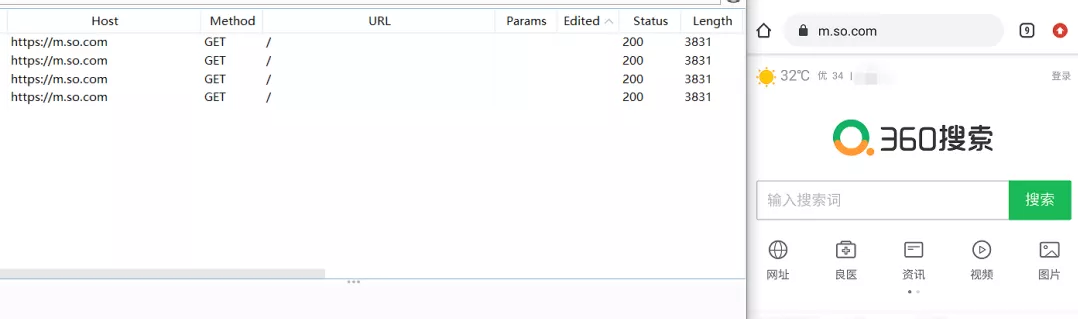 Host Method URL Params Edited Status Length
https://m.so.com GET / 200 3831
https://m.so.com GET / 200 3831
https://m.so.com GET / 200 3831
https://m.so.com GET / 200 3831
m.so.com 9
32℃ 优 34 | 登录
360搜索
输入搜索词 搜索
网址 良医 资讯 视频 图片